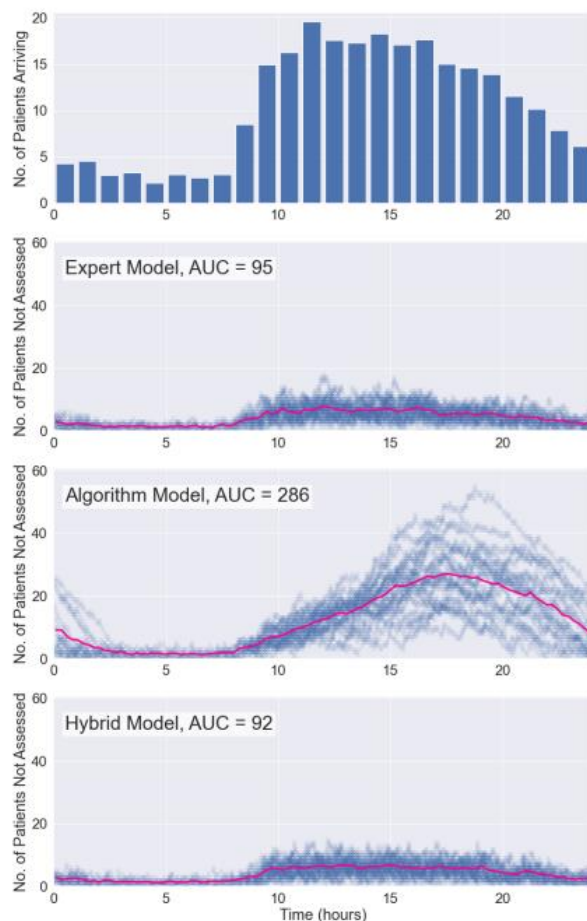 No. of Patients Arriving
20
15
10
5
0
0 5 10 15 20
No. of Patients Not Assessed
60
40
20
0
Expert Model, AUC = 95
0 5 10 15 20
No. of Patients Not Assessed
60
40
20
0
Algorithm Model, AUC = 286
0 5 10 15 20
No. of Patients Not Assessed
60
40
20
0
Hybrid Model, AUC = 92
0 5 10 15 20
Time (hours)